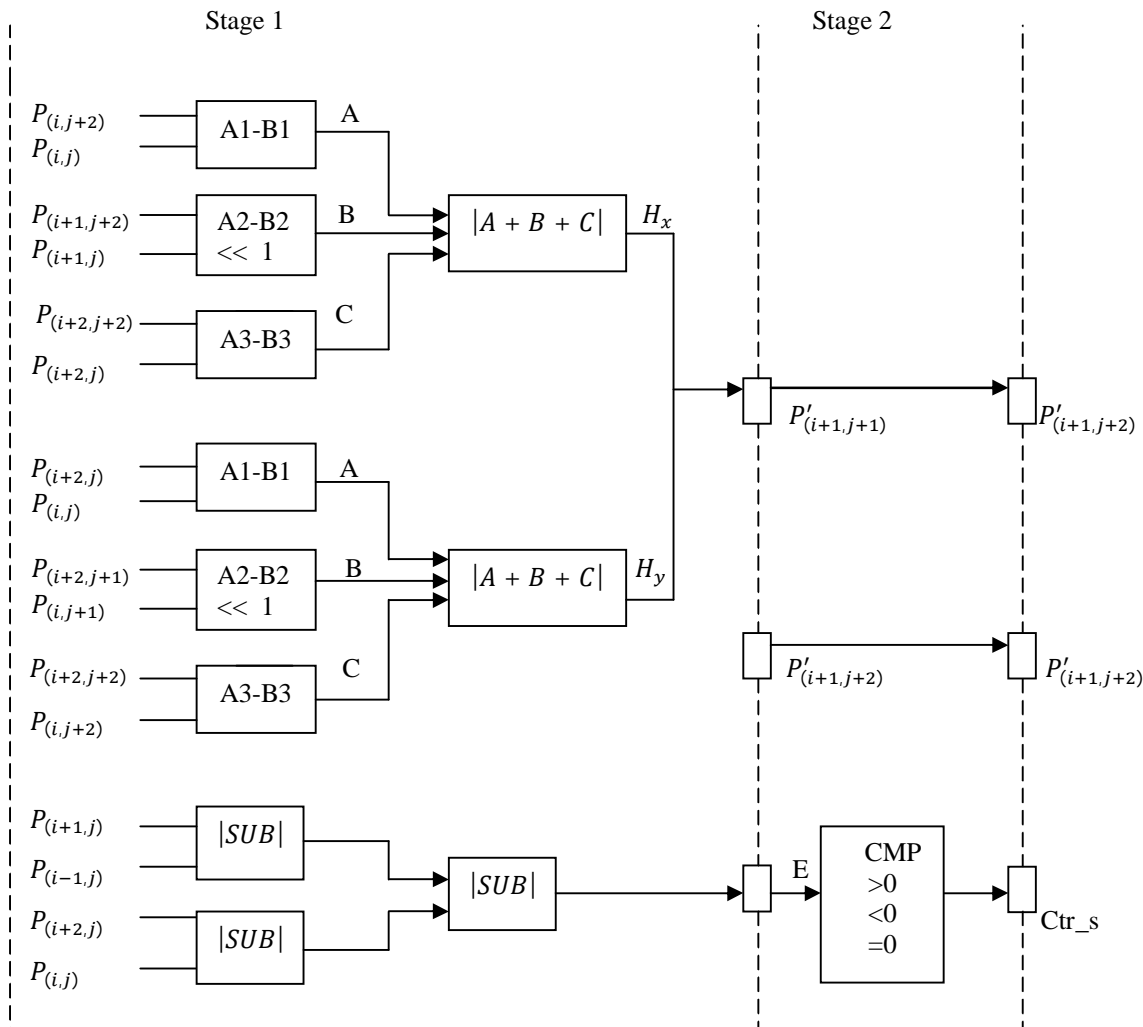 Stage 1
Stage 2
P(i,j+2)
P(i,j)
A1-B1
A
P(i+1,j+2)
P(i+1,j)
A2-B2
<< 1
B
P(i+2,j+2)
P(i+2,j)
A3-B3
C
|A + B + C|
Hx
P(i+2,j)
P(i,j)
A1-B1
A
P(i+2,j+1)
P(i,j+1)
A2-B2
<< 1
B
P(i+2,j+2)
P(i,j+2)
A3-B3
C
|A + B + C|
Hy
P′(i+1,j+1)
P′(i+1,j+2)
P′(i+1,j+2)
P′(i+1,j+2)
P(i+1,j)
P(i−1,j)
|SUB|
P(i+2,j)
P(i,j)
|SUB|
|SUB|
E
CMP
>0
<0
=0
Ctr_s